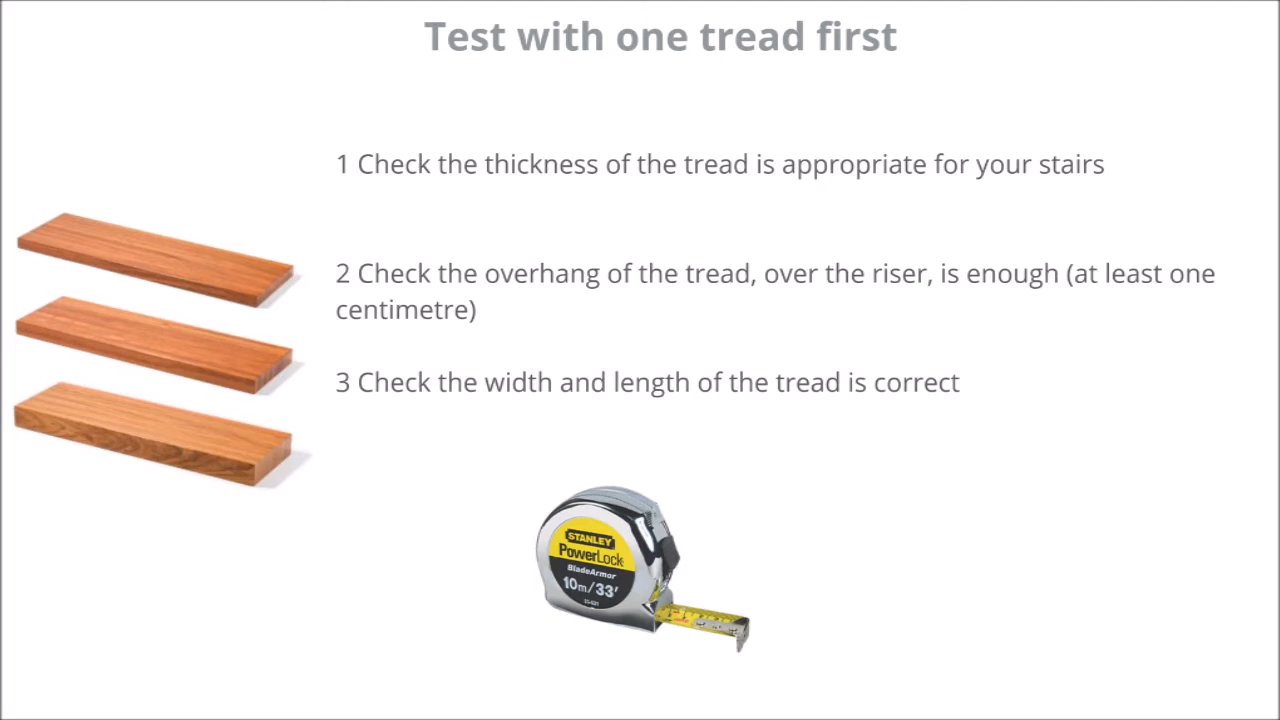 Test with one tread first
1 Check the thickness of the tread is appropriate for your stairs
2 Check the overhang of the tread, over the riser, is enough (at least one
centimetre)
3 Check the width and length of the tread is correct
STANLEY
PowerLock
BladeArmor
10m/33'